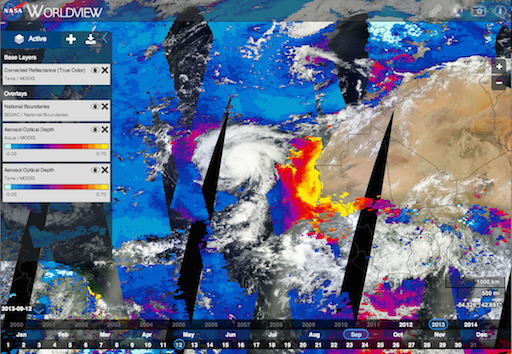 NASA WORLDVIEW
Active
Base Layers
Corrected Reflectance (True Color)
Terra / MODIS
Overlays
National Boundaries
SEDAC / National Boundaries
Aerosol Optical Depth
Aqua / MODIS
-0.05 0.70
Aerosol Optical Depth
Terra / MODIS
-0.05 0.70
1000 km
500 mi
2013-09-12
2000 2003 2004 2005 2006 2007 2008 2009 2010 2011 2012 2013 2014
Jan Feb Mar Apr May Jun Jul Aug Sep Oct Nov Dec
1 2 3 4 5 6 7 8 9 10 11 12 13 14 15 16 17 18 19 20 21 22 23 24 25 26 27 28 29 30 31